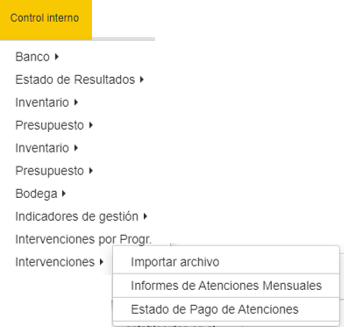 Control interno
Banco
Estado de Resultados
Inventario
Presupuesto
Inventario
Presupuesto
Bodega
Indicadores de gestión
Intervenciones por Progr.
Intervenciones
Importar archivo
Informes de Atenciones Mensuales
Estado de Pago de Atenciones